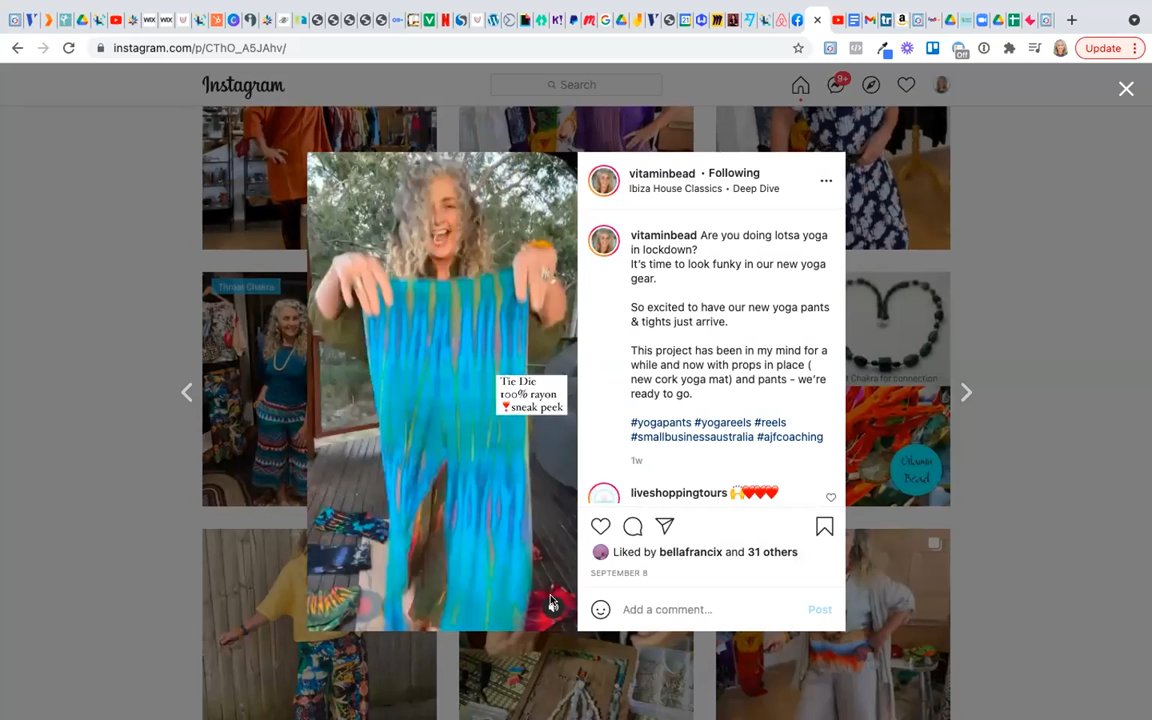 instagram.com/p/CThO_A5JAhv/
Off
Update
Instagram
Search
9+
vitaminbead • Following
Ibiza House Classics • Deep Dive
vitaminbead Are you doing lotsa yoga
in lockdown?
It's time to look funky in our new yoga
gear.
So excited to have our new yoga pants
& tights just arrive.
This project has been in my mind for a
while and now with props in place (
new cork yoga mat) and pants - we're
ready to go.
#yogapants #yogareels #reels
#smallbusinessaustralia #ajfcoaching
1w
liveshoppingtours 🙌❤️❤️❤️
Liked by bellafrancix and 31 others
SEPTEMBER 8
Add a comment... Post
Tie Die
100% rayon
❣️sneak peek
Throat Chakra
Chakra for connection
Vitamin
Bead